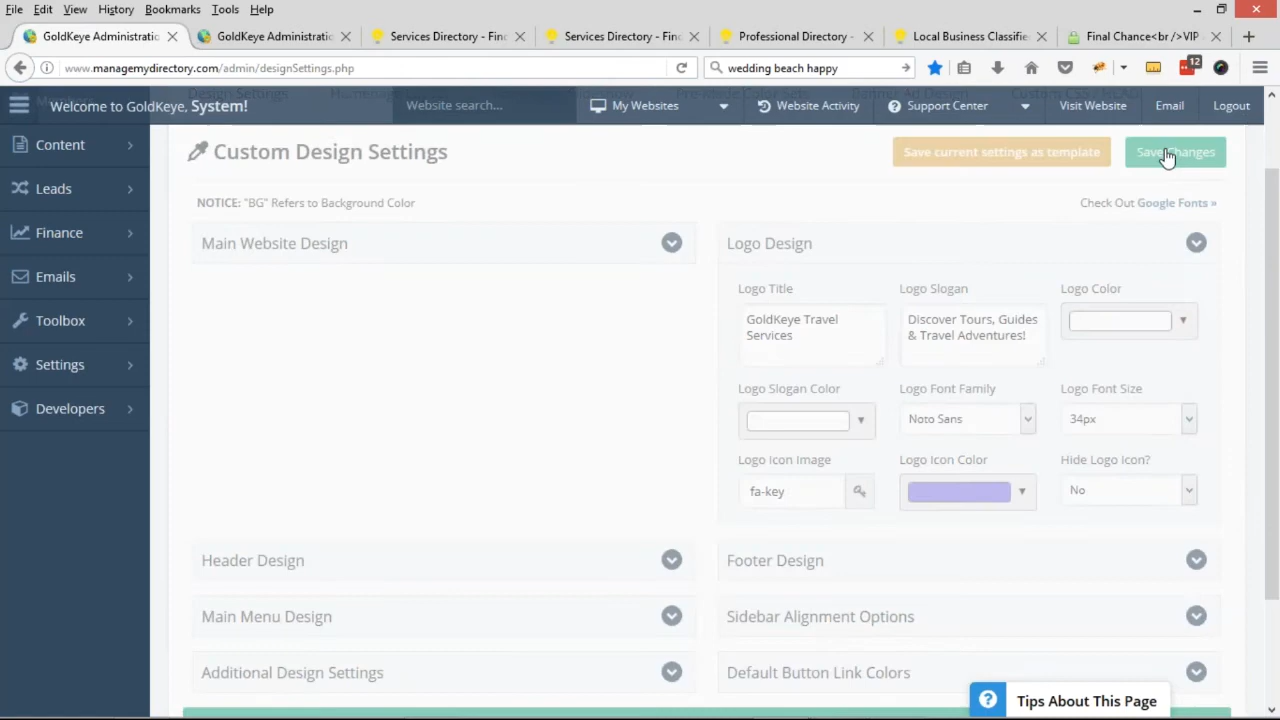 File Edit View History Bookmarks Tools Help
GoldKeye Administratio GoldKeye Administratio Services Directory - Fin Services Directory - Fin Professional Directory - Local Business Classifie Final Chance<br />VIP
www.managemydirectory.com/admin/designSettings.php wedding beach happy 12
Design Settings Custom CSS / HEAD
Welcome to GoldKeye, System! Website search... My Websites Website Activity Support Center Visit Website Email Logout
Content
Leads
Finance
Emails
Toolbox
Settings
Developers
Custom Design Settings Save current settings as template Save Changes
NOTICE: "BG" Refers to Background Color Check Out Google Fonts »
Main Website Design Logo Design
Logo Title Logo Slogan Logo Color
GoldKeye Travel
Services
Discover Tours, Guides
& Travel Adventures!
Logo Slogan Color Logo Font Family Logo Font Size
Noto Sans 34px
Logo Icon Image Logo Icon Color Hide Logo Icon?
fa-key No
Header Design Footer Design
Main Menu Design Sidebar Alignment Options
Additional Design Settings Default Button Link Colors
? Tips About This Page